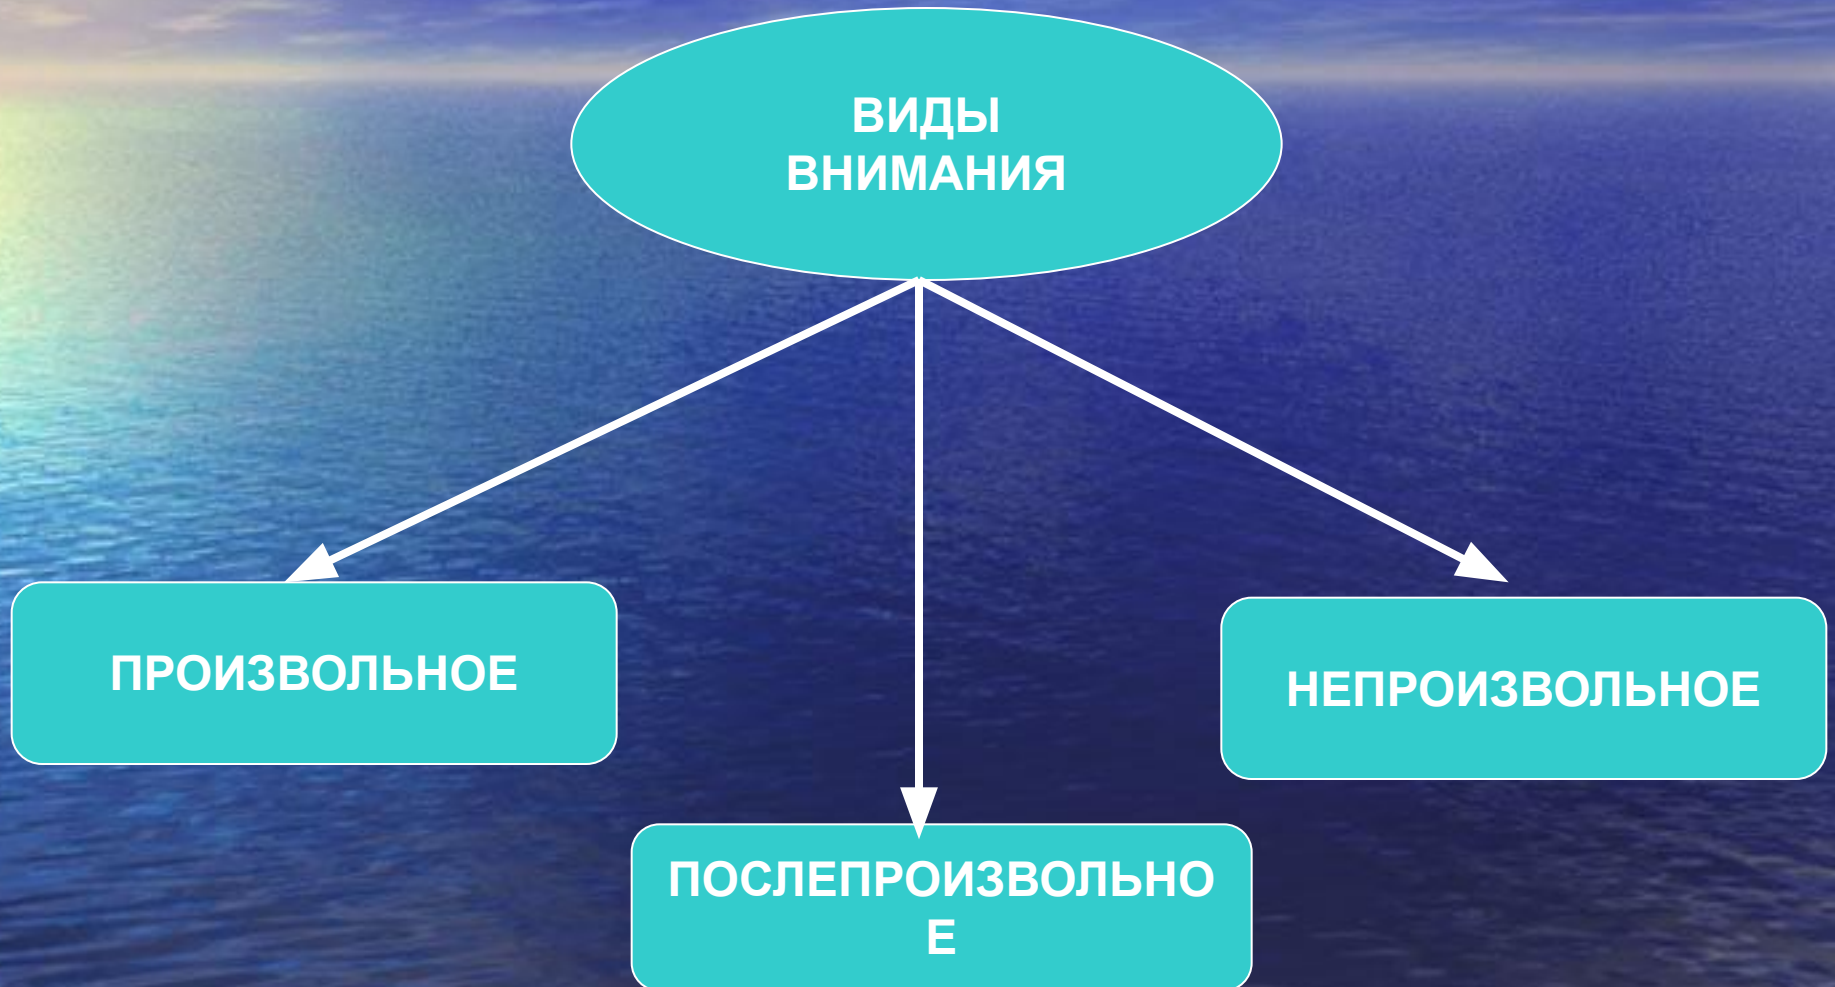 ВИДЫ
ВНИМАНИЯ
ПРОИЗВОЛЬНОЕ
НЕПРОИЗВОЛЬНОЕ
ПОСЛЕПРОИЗВОЛЬНО
Е